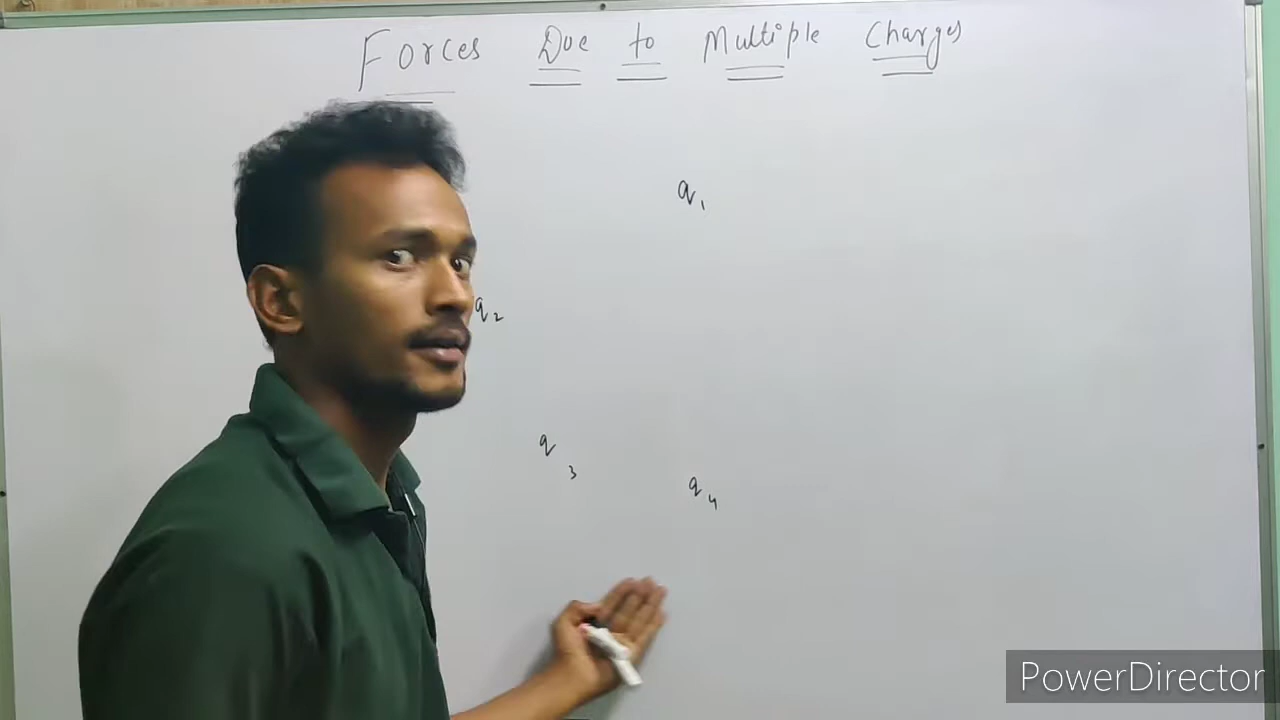 Forces Due to Multiple Charges
q1
q2
q3
q4
PowerDirector